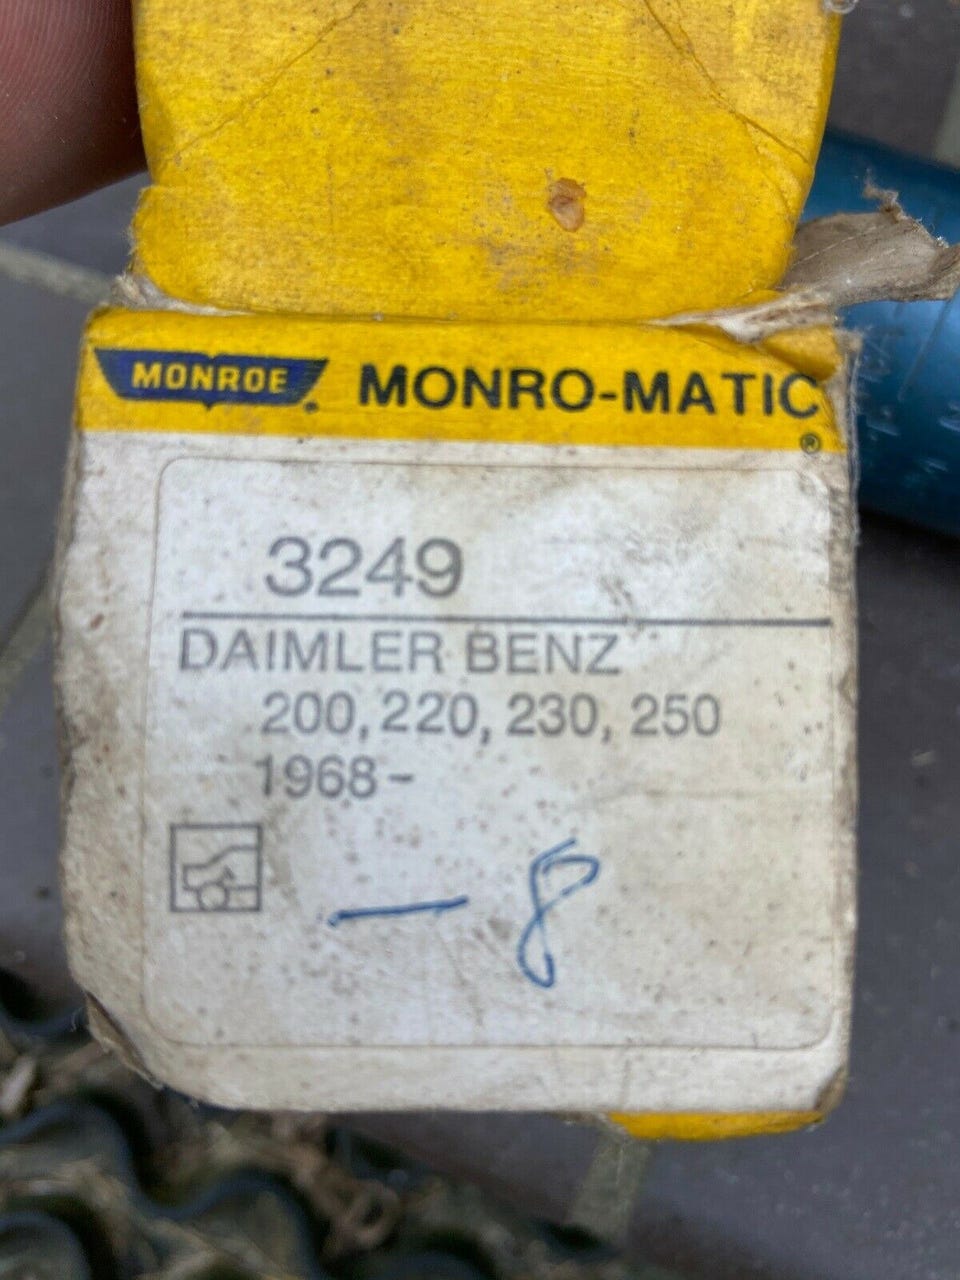 MONROE MONRO-MATIC®
3249
DAIMLER BENZ
200, 220, 230, 250
1968-
— 8